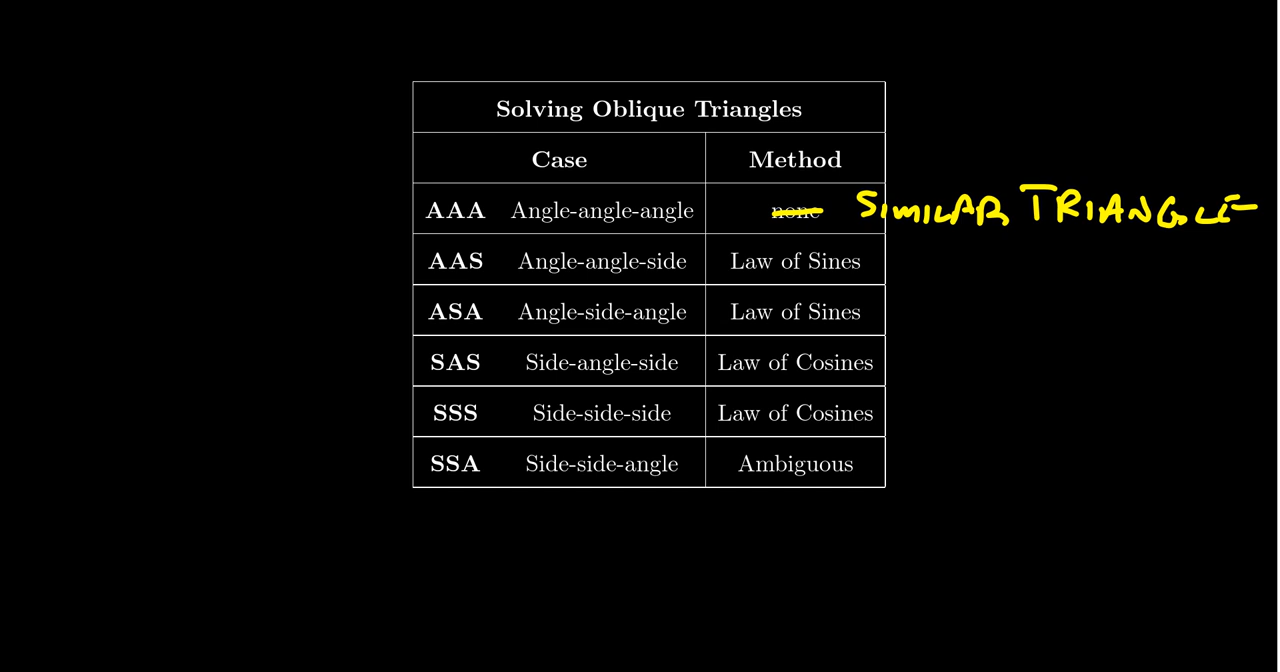 Solving Oblique Triangles
Case Method
AAA Angle-angle-angle none SIMILAR TRIANGLE
AAS Angle-angle-side Law of Sines
ASA Angle-side-angle Law of Sines
SAS Side-angle-side Law of Cosines
SSS Side-side-side Law of Cosines
SSA Side-side-angle Ambiguous